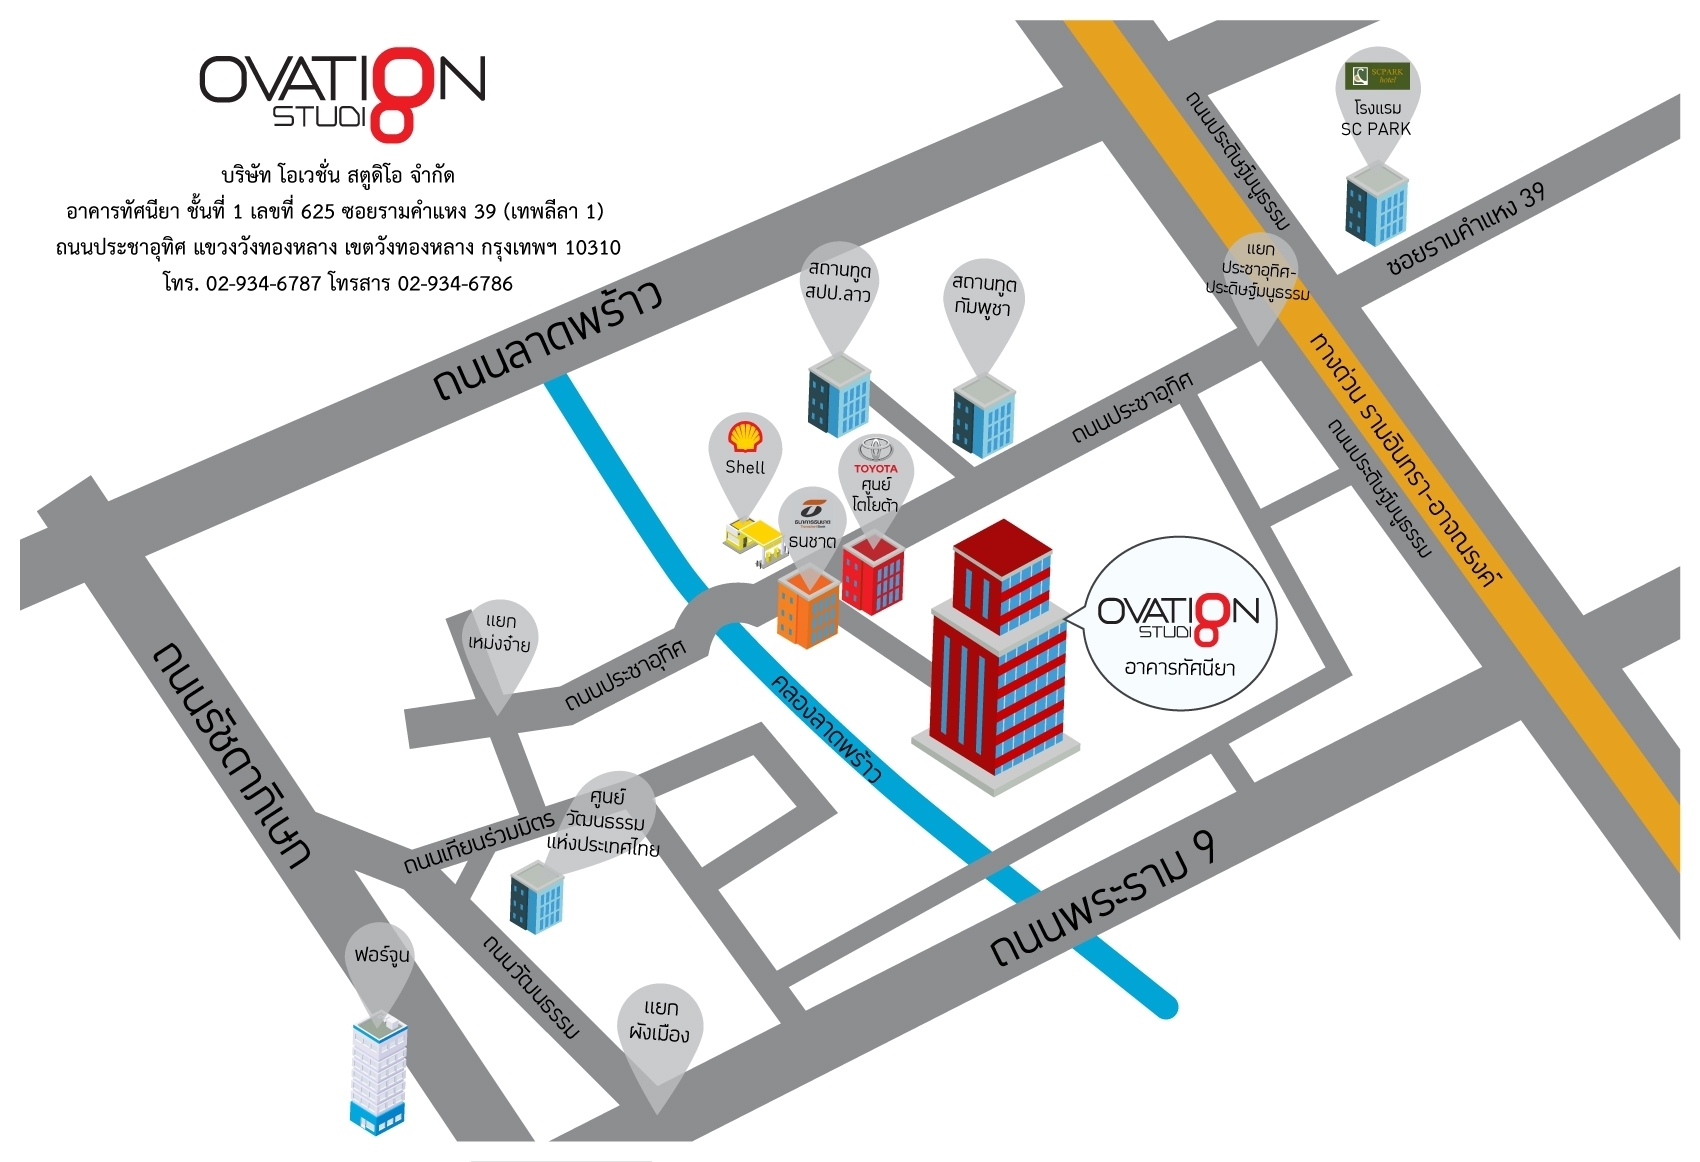 OVATION
STUDIO
บริษัท โอเวชั่น สตูดิโอ จำกัด
อาคารทัศนียา ชั้นที่ 1 เลขที่ 625 ซอยรามคำแหง 39 (เทพลีลา 1)
ถนนประชาอุทิศ แขวงวังทองหลาง เขตวังทองหลาง กรุงเทพฯ 10310
โทร. 02-934-6787 โทรสาร 02-934-6786
SCPARK
hotel
โรงแรม
SC PARK
ถนนประดิษฐ์มนูธรรม
ซอยรามคำแหง 39
แยก
ประชาอุทิศ-
ประดิษฐ์มนูธรรม
สถานทูต
สปป.ลาว
สถานทูต
กัมพูชา
ถนนลาดพร้าว
ทางด่วน รามอินทรา-อาจณรงค์
ถนนประชาอุทิศ
ถนนประดิษฐ์มนูธรรม
Shell
TOYOTA
ศูนย์
โตโยต้า
ธนาคารธนชาต
ธนชาต
OVATION
STUDIO
อาคารทัศนียา
แยก
เหม่งจ๋าย
ถนนประชาอุทิศ
ถนนรัชดาภิเษก
คลองลาดพร้าว
ศูนย์
วัฒนธรรม
แห่งประเทศไทย
ถนนเทียนร่วมมิตร
ถนนพระราม 9
ฟอร์จูน
ถนนวัฒนธรรม
แยก
ผังเมือง